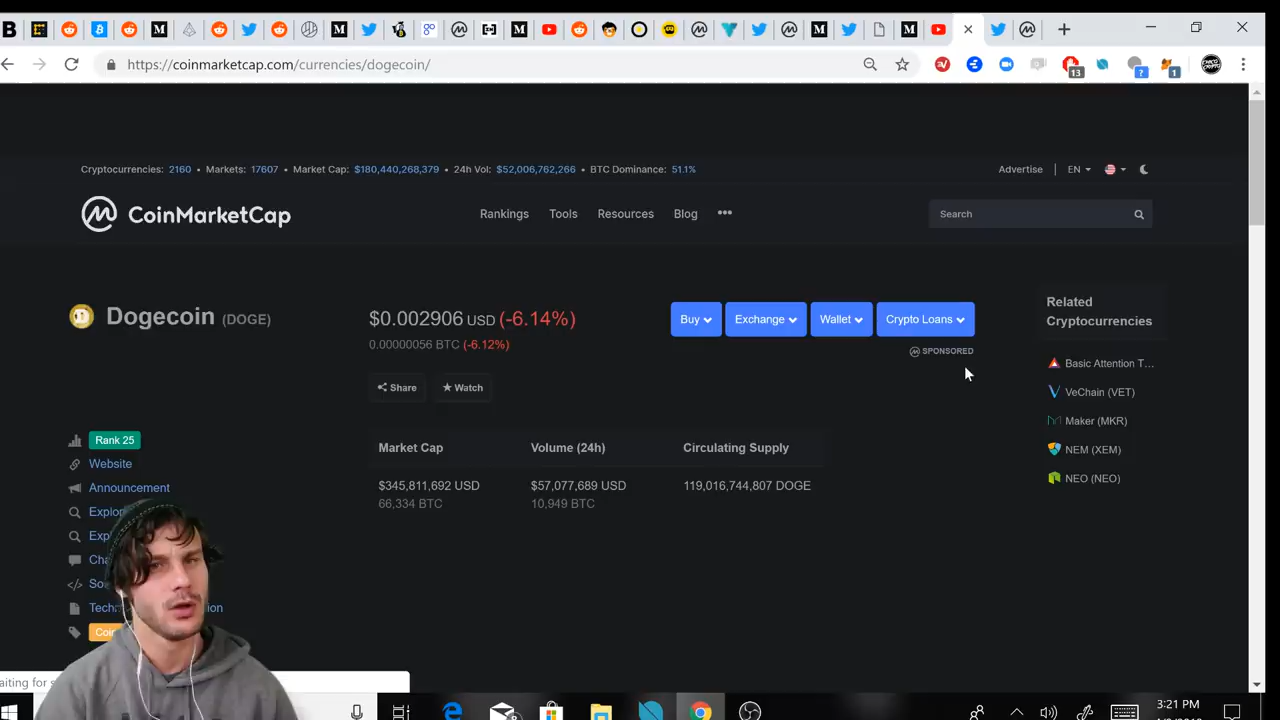 https://coinmarketcap.com/currencies/dogecoin/
13
?
1
Cryptocurrencies: 2160 • Markets: 17607 • Market Cap: $180,440,268,379 • 24h Vol: $52,006,762,266 • BTC Dominance: 51.1%
Advertise | EN
CoinMarketCap
Rankings Tools Resources Blog •••
Search
Dogecoin (DOGE)
$0.002906 USD (-6.14%)
0.00000056 BTC (-6.12%)
Buy Exchange Wallet Crypto Loans
SPONSORED
Share Watch
Related
Cryptocurrencies
Basic Attention T...
VeChain (VET)
Maker (MKR)
NEM (XEM)
NEO (NEO)
Rank 25
Website
Announcement
Market Cap Volume (24h) Circulating Supply
$345,811,692 USD $57,077,689 USD 119,016,744,807 DOGE
66,334 BTC 10,949 BTC
3:21 PM